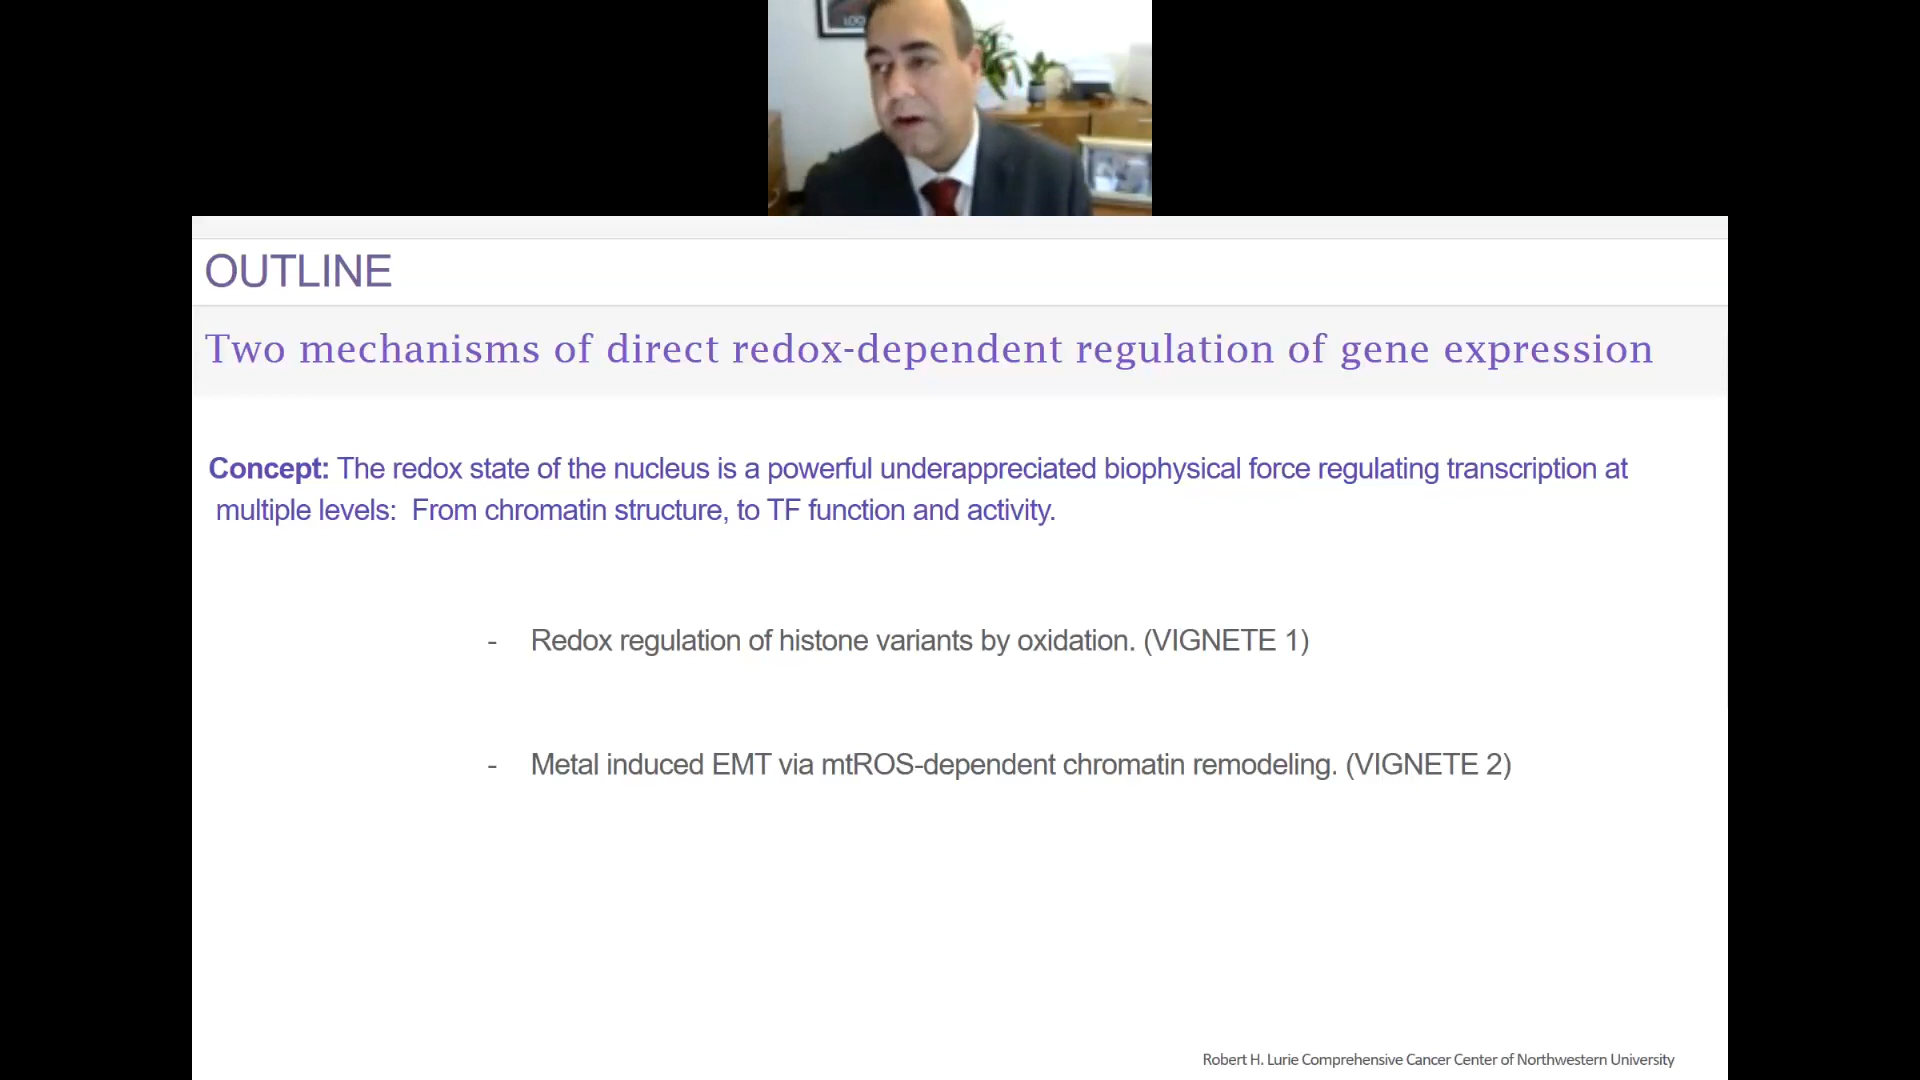 LOO
OUTLINE
Two mechanisms of direct redox-dependent regulation of gene expression
Concept: The redox state of the nucleus is a powerful underappreciated biophysical force regulating transcription at
multiple levels: From chromatin structure, to TF function and activity.
- Redox regulation of histone variants by oxidation. (VIGNETE 1)
- Metal induced EMT via mtROS-dependent chromatin remodeling. (VIGNETE 2)
Robert H. Lurie Comprehensive Cancer Center of Northwestern University